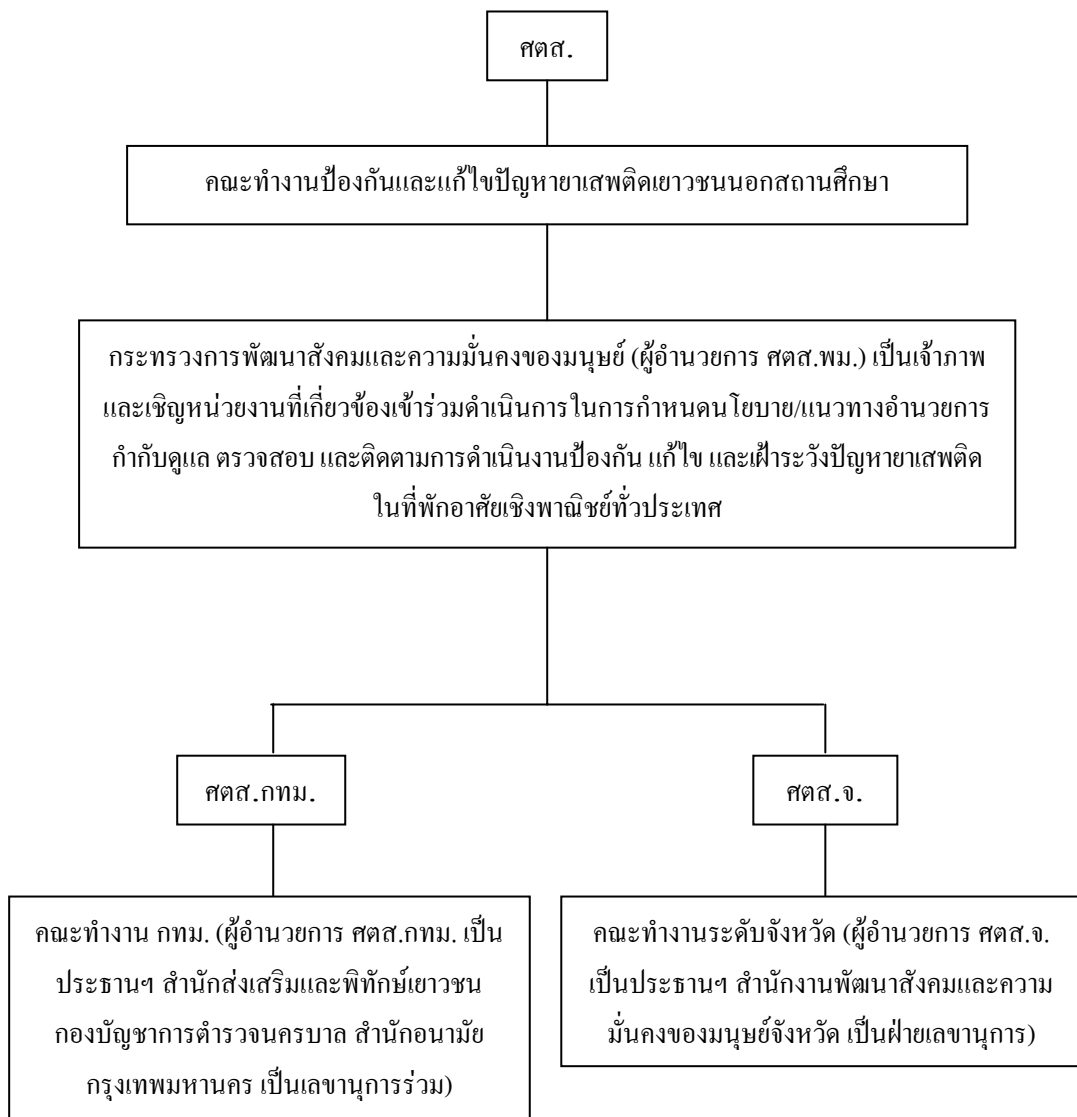 ศตส.
คณะทำงานป้องกันและแก้ไขปัญหายาเสพติดเยาวชนนอกสถานศึกษา
กระทรวงการพัฒนาสังคมและความมั่นคงของมนุษย์ (ผู้อำนวยการ ศตส.พม.) เป็นเจ้าภาพ
และเชิญหน่วยงานที่เกี่ยวข้องเข้าร่วมดำเนินการในการกำหนดนโยบาย/แนวทางอำนวยการ
กำกับดูแล ตรวจสอบ และติดตามการดำเนินงานป้องกัน แก้ไข และเฝ้าระวังปัญหายาเสพติด
ในที่พักอาศัยเชิงพาณิชย์ทั่วประเทศ
ศตส.กทม.
ศตส.จ.
คณะทำงาน กทม. (ผู้อำนวยการ ศตส.กทม. เป็น
ประธานฯ สำนักส่งเสริมและพิทักษ์เยาวชน
กองบัญชาการตำรวจนครบาล สำนักอนามัย
กรุงเทพมหานคร เป็นเลขานุการร่วม)
คณะทำงานระดับจังหวัด (ผู้อำนวยการ ศตส.จ.
เป็นประธานฯ สำนักงานพัฒนาสังคมและความ
มั่นคงของมนุษย์จังหวัด เป็นฝ่ายเลขานุการ)